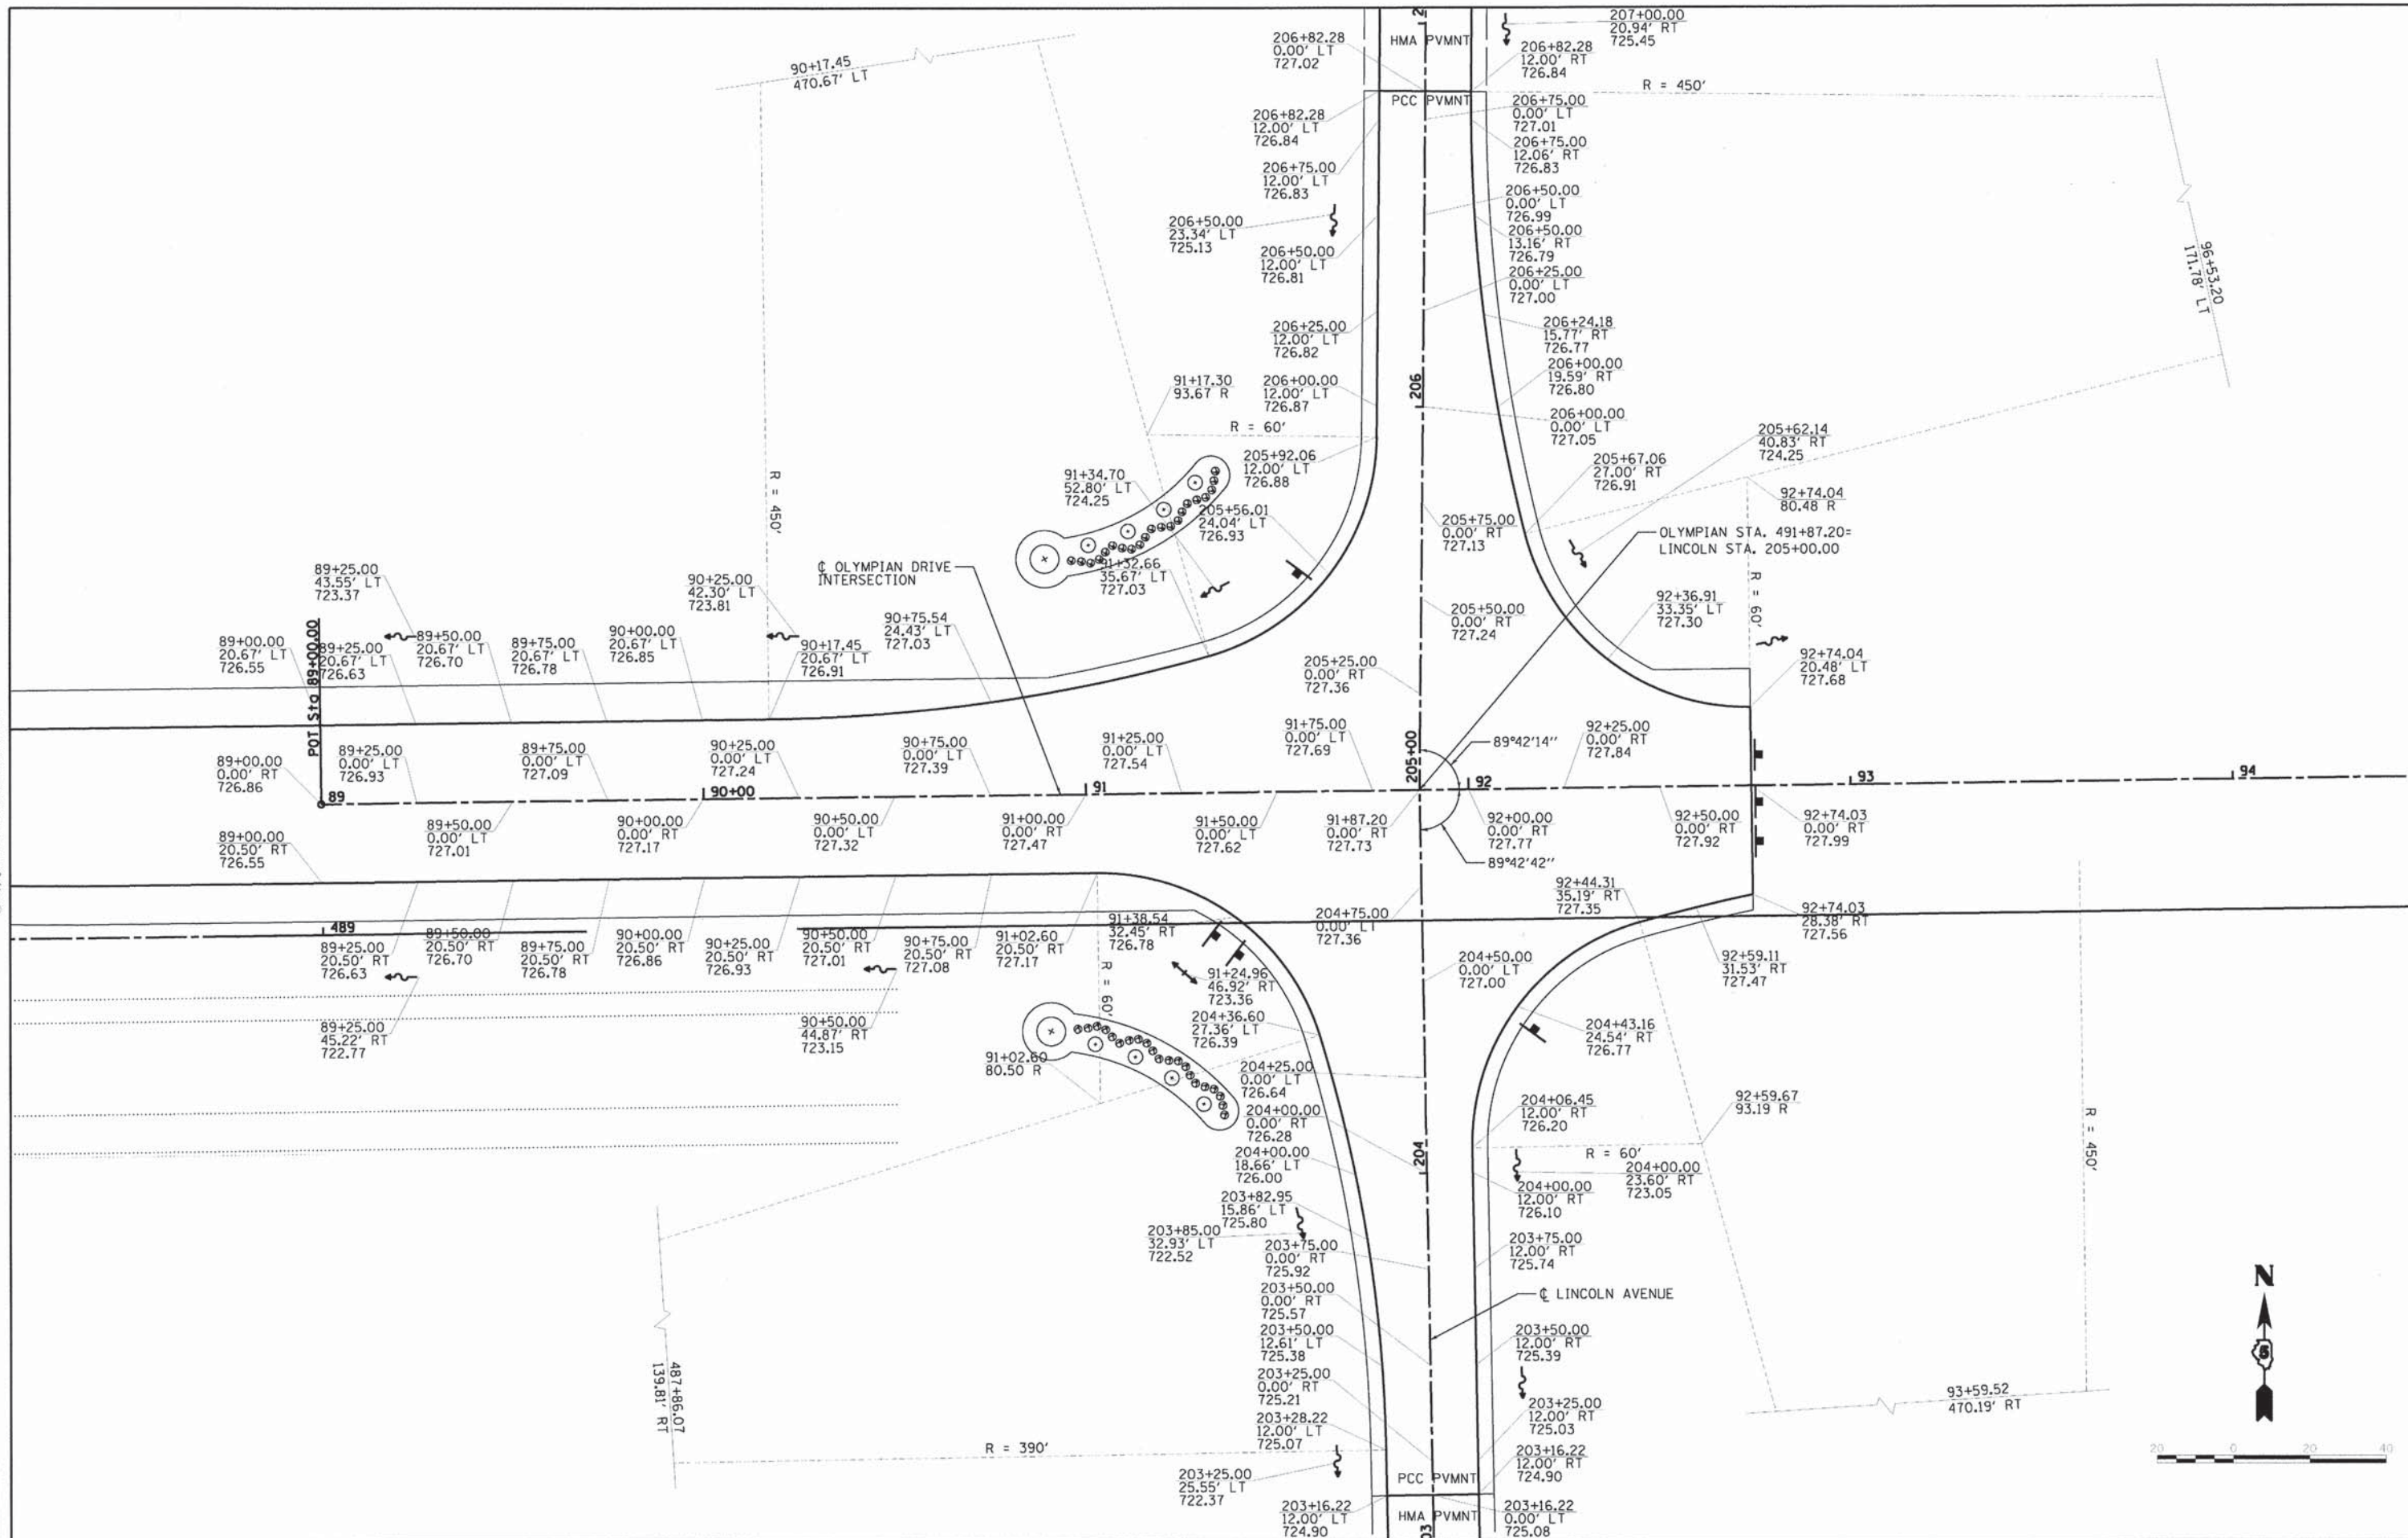 90+17.45
470.67' LT
206+82.28
0.00' LT
727.02
HMA PVMNT
2
207+00.00
20.94' RT
725.45
206+82.28
12.00' RT
726.84
R = 450'
PCC PVMNT
206+82.28
12.00' LT
726.84
206+75.00
0.00' LT
727.01
206+75.00
12.06' RT
726.83
206+75.00
12.00' LT
726.83
206+50.00
0.00' LT
726.99
206+50.00
23.34' LT
725.13
206+50.00
13.16' RT
726.79
206+50.00
12.00' LT
726.81
206+25.00
0.00' LT
727.00
96+53.20
171.78' LT
206+25.00
12.00' LT
726.82
206+24.18
15.77' RT
726.77
206+00.00
19.59' RT
726.80
91+17.30
93.67 R
206+00.00
12.00' LT
726.87
206
206+00.00
0.00' LT
727.05
R = 60'
205+62.14
40.83' RT
724.25
205+92.06
12.00' LT
726.88
205+67.06
27.00' RT
726.91
91+34.70
52.80' LT
724.25
R = 450'
92+74.04
80.48 R
205+56.01
24.04' LT
726.93
205+75.00
0.00' RT
727.13
OLYMPIAN STA. 491+87.20=
LINCOLN STA. 205+00.00
91+32.66
35.67' LT
727.03
℄ OLYMPIAN DRIVE
INTERSECTION
89+25.00
43.55' LT
723.37
90+25.00
42.30' LT
723.81
90+75.54
24.43' LT
727.03
205+50.00
0.00' RT
727.24
92+36.91
33.35' LT
727.30
R = 60'
89+00.00
20.67' LT
726.55
POT Sta 89+00.00
89+25.00
20.67' LT
726.63
89+50.00
20.67' LT
726.70
89+75.00
20.67' LT
726.78
90+00.00
20.67' LT
726.85
90+17.45
20.67' LT
726.91
205+25.00
0.00' RT
727.36
92+74.04
20.48' LT
727.68
89+00.00
0.00' RT
726.86
89+25.00
0.00' LT
726.93
89+75.00
0.00' LT
727.09
90+25.00
0.00' LT
727.24
90+75.00
0.00' LT
727.39
91+25.00
0.00' LT
727.54
91+75.00
0.00' LT
727.69
205+00
89°42'14''
92+25.00
0.00' RT
727.84
89
90+00
91
92
93
94
89+00.00
20.50' RT
726.55
89+50.00
0.00' LT
727.01
90+00.00
0.00' RT
727.17
90+50.00
0.00' LT
727.32
91+00.00
0.00' RT
727.47
91+50.00
0.00' LT
727.62
91+87.20
0.00' RT
727.73
92+00.00
0.00' LT
727.77
92+50.00
0.00' RT
727.92
92+74.03
0.00' RT
727.99
89°42'42''
489
89+25.00
20.50' RT
726.63
89+50.00
20.50' RT
726.70
89+75.00
20.50' RT
726.78
90+00.00
20.50' RT
726.86
90+25.00
20.50' RT
726.93
90+50.00
20.50' RT
727.01
90+75.00
20.50' RT
727.08
91+02.60
20.50' RT
727.17
91+38.54
32.45' RT
726.78
204+75.00
0.00' LT
727.36
92+44.31
35.19' RT
727.35
92+74.03
28.38' RT
727.56
92+59.11
31.53' RT
727.47
204+50.00
0.00' LT
727.00
91+24.96
46.92' RT
723.36
R = 60'
89+25.00
45.22' RT
722.77
90+50.00
44.87' RT
723.15
204+36.60
27.36' LT
726.39
204+43.16
24.54' RT
726.77
91+02.60
80.50 R
204+25.00
0.00' LT
726.64
204+00.00
0.00' RT
726.28
204+06.45
12.00' RT
726.20
92+59.67
93.19 R
204
R = 60'
204+00.00
18.66' LT
726.00
204+00.00
23.60' RT
723.05
204+00.00
12.00' RT
726.10
R = 450'
203+82.95
15.86' LT
725.80
203+85.00
32.93' LT
722.52
203+75.00
0.00' RT
725.92
203+75.00
12.00' RT
725.74
203+50.00
0.00' RT
725.57
℄ LINCOLN AVENUE
N
5
203+50.00
12.61' LT
725.38
203+50.00
12.00' RT
725.39
487+86.07
139.81' RT
203+25.00
0.00' RT
725.21
93+59.52
470.19' RT
203+28.22
12.00' LT
725.07
203+25.00
12.00' RT
725.03
R = 390'
203+25.00
25.55' LT
722.37
PCC PVMNT
203+16.22
12.00' RT
724.90
20 0 20 40
203+16.22
12.00' LT
724.90
HMA PVMNT
203+16.22
0.00' LT
725.08
03